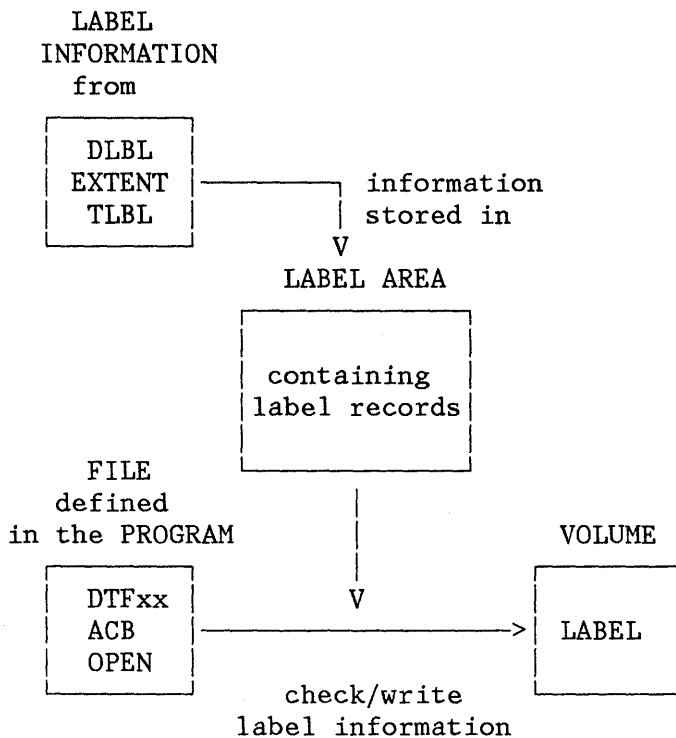 LABEL
INFORMATION
from
DLBL
EXTENT
TLBL
information
stored in
V
LABEL AREA
containing
label records
FILE
defined
in the PROGRAM
VOLUME
DTFxx
ACB
OPEN
V
>
LABEL
check/write
label information